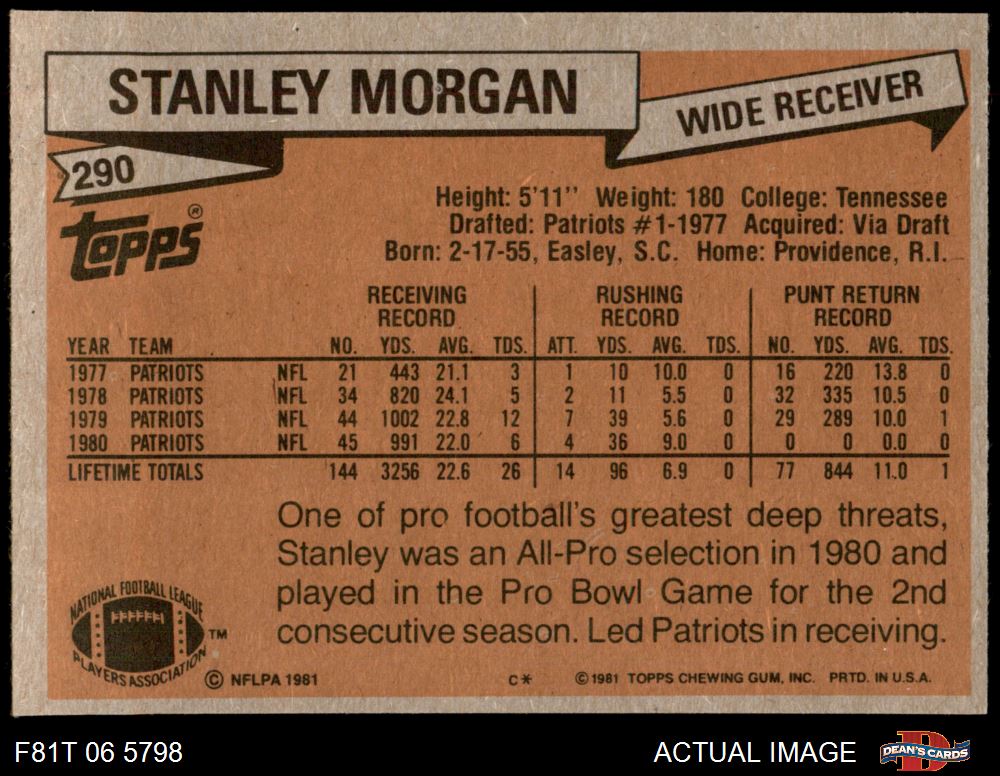 STANLEY MORGAN
WIDE RECEIVER
290
Topps®
Height: 5'11'' Weight: 180 College: Tennessee
Drafted: Patriots #1-1977 Acquired: Via Draft
Born: 2-17-55, Easley, S.C. Home: Providence, R.I.
RECEIVING RECORD RUSHING RECORD PUNT RETURN RECORD
YEAR TEAM NO. YDS. AVG. TDS. ATT. YDS. AVG. TDS. NO. YDS. AVG. TDS.
1977 PATRIOTS NFL 21 443 21.1 3 1 10 10.0 0 16 220 13.8 0
1978 PATRIOTS NFL 34 820 24.1 5 2 11 5.5 0 32 335 10.5 0
1979 PATRIOTS NFL 44 1002 22.8 12 7 39 5.6 0 29 289 10.0 1
1980 PATRIOTS NFL 45 991 22.0 6 4 36 9.0 0 0 0 0.0 0
LIFETIME TOTALS 144 3256 22.6 26 14 96 6.9 0 77 844 11.0 1
One of pro football's greatest deep threats,
Stanley was an All-Pro selection in 1980 and
played in the Pro Bowl Game for the 2nd
consecutive season. Led Patriots in receiving.
NATIONAL FOOTBALL LEAGUE
PLAYERS ASSOCIATION ™
© NFLPA 1981 C* ©1981 TOPPS CHEWING GUM, INC. PRTD. IN U.S.A.
F81T 06 5798 ACTUAL IMAGE DEAN'S CARDS